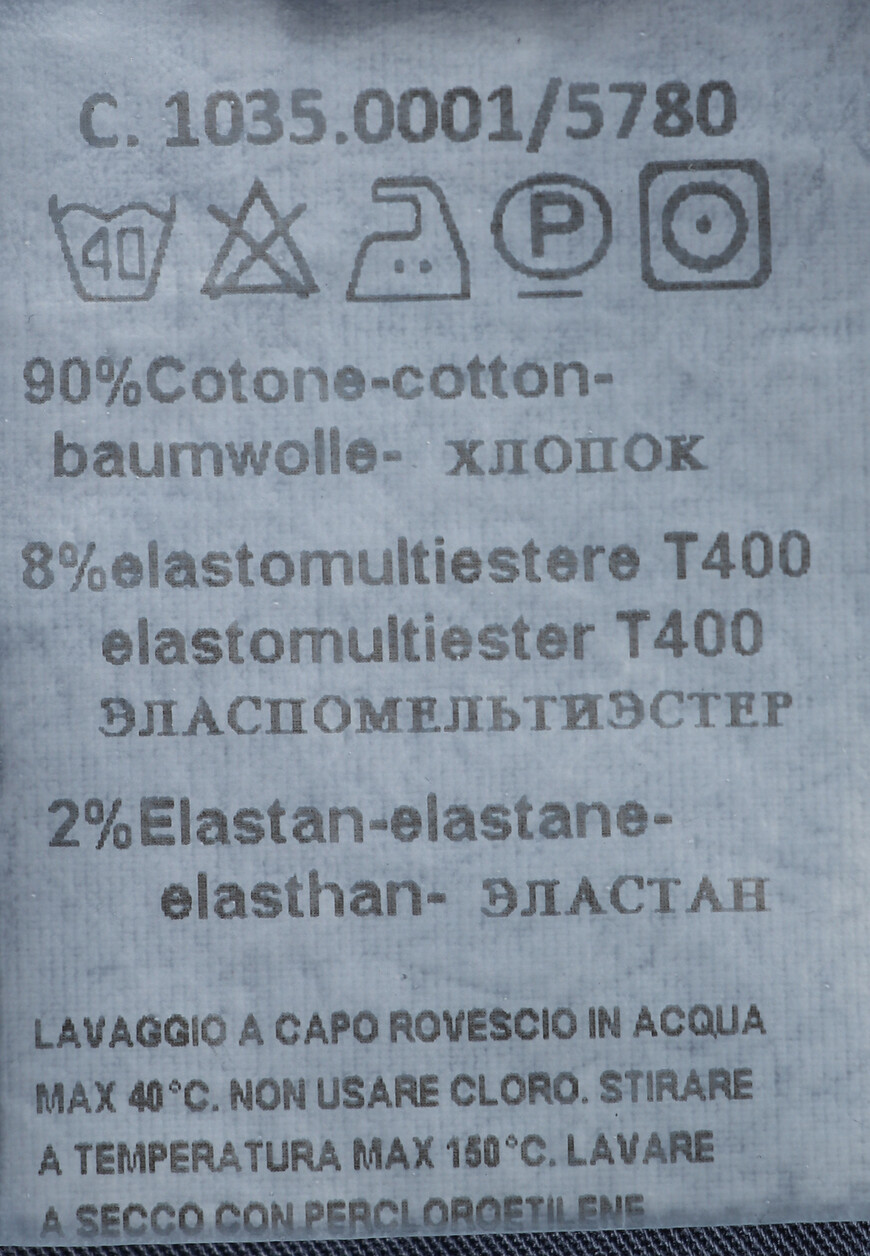 C. 1035.0001/5780
40 P
90%Cotone-cotton-
baumwolle- хлопок
8%elastomultiestere T400
elastomultiester T400
ЭЛАСПОМЕЛЬТИЭСТЕР
2%Elastan-elastane-
elasthan- ЭЛАСТАН
LAVAGGIO A CAPO ROVESCIO IN ACQUA
MAX 40°C. NON USARE CLORO. STIRARE
A TEMPERATURA MAX 150°C. LAVARE
A SECCO CON PERCLOROETILENE